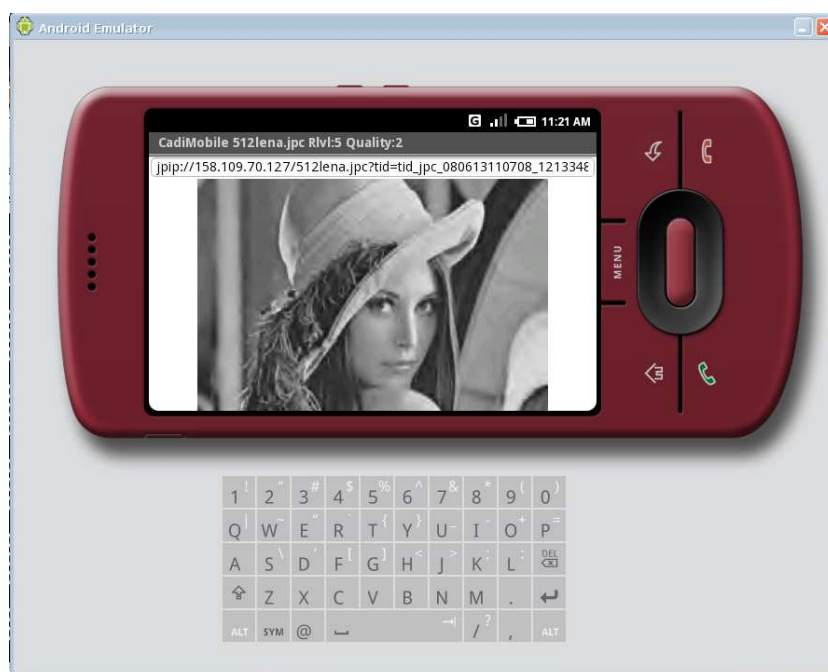 Android Emulator
G 11:21 AM
CadiMobile 512lena.jpc Rlvl:5 Quality:2
jpip://158.109.70.127/512lena.jpc?tid=tid_jpc_080613110708_1213348
MENU
1 ! 2 " 3 # 4 $ 5 % 6 ^ 7 & 8 * 9 ( 0 )
Q | W ~ E " R ` T { Y } U _ I - O + P =
A S \ D ' F [ G ] H < J > K ; L : DEL
Z X C V B N M .
ALT SYM @ / ? , ALT